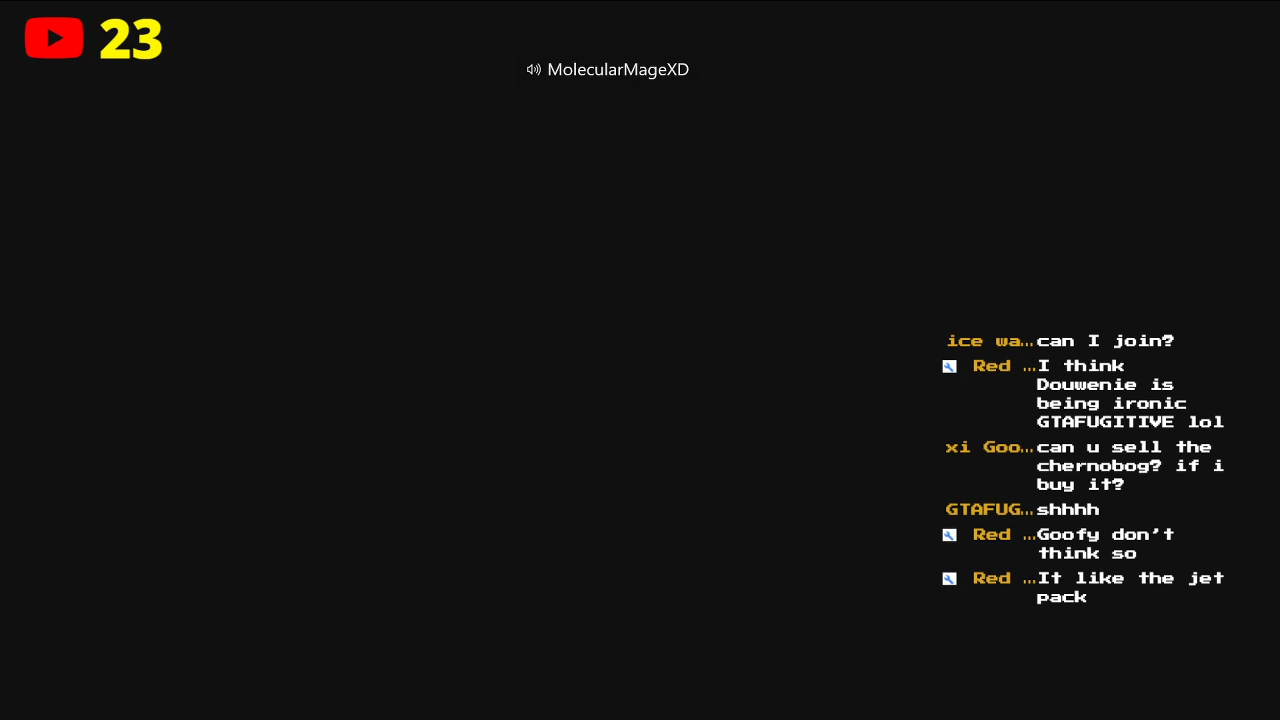 23
MolecularMageXD
ice wa...can I join?
Red ...I think
Douwenie is
being ironic
GTAFUGITIVE lol
xi Goo...can u sell the
chernobog? if i
buy it?
GTAFUG...shhhh
Red ...Goofy don't
think so
Red ...It like the jet
pack